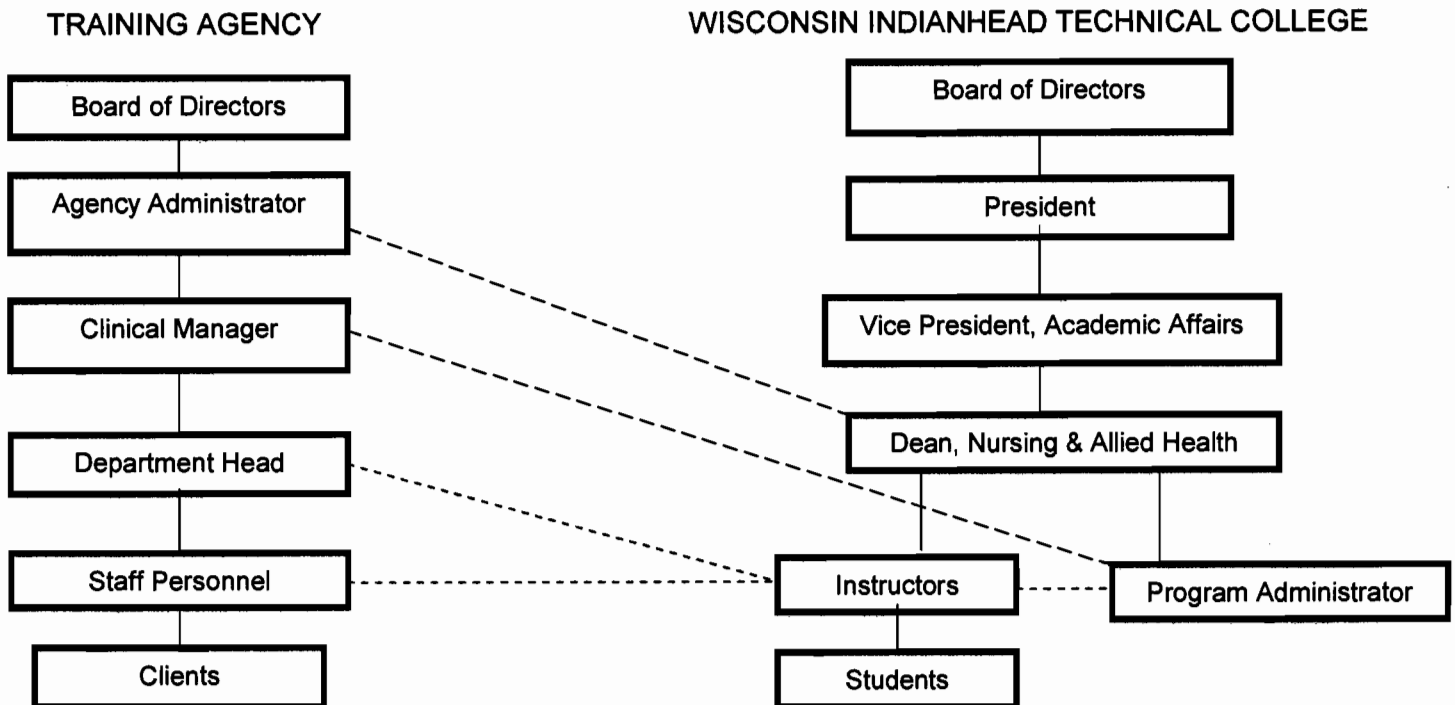 TRAINING AGENCY
Board of Directors
Agency Administrator
Clinical Manager
Department Head
Staff Personnel
Clients
WISCONSIN INDIANHEAD TECHNICAL COLLEGE
Board of Directors
President
Vice President, Academic Affairs
Dean, Nursing & Allied Health
Instructors
Program Administrator
Students